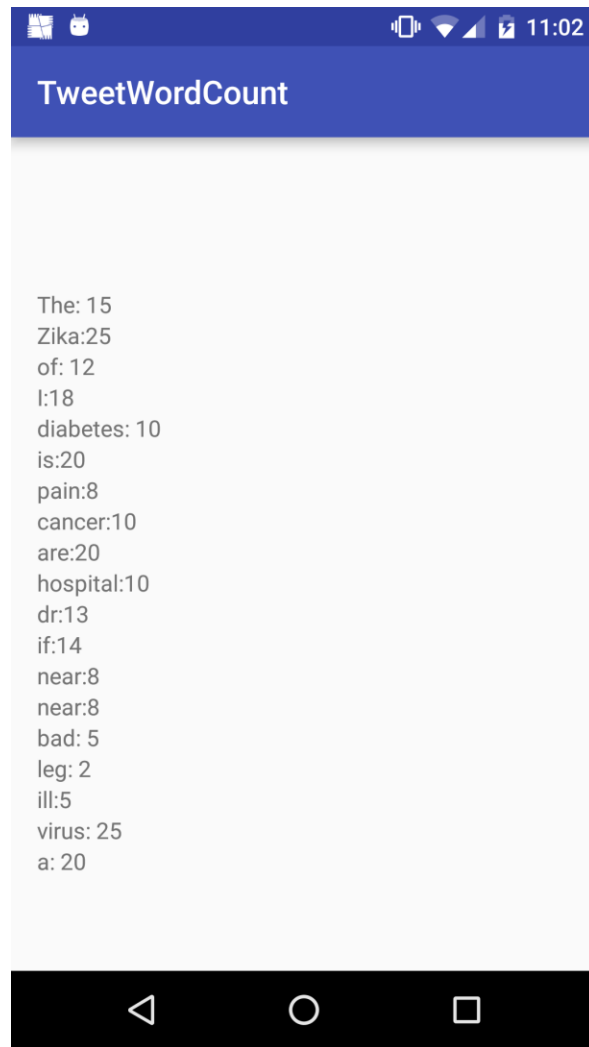 11:02
TweetWordCount
The: 15
Zika:25
of: 12
I:18
diabetes: 10
is:20
pain:8
cancer:10
are:20
hospital:10
dr:13
if:14
near:8
near:8
bad: 5
leg: 2
ill:5
virus: 25
a: 20